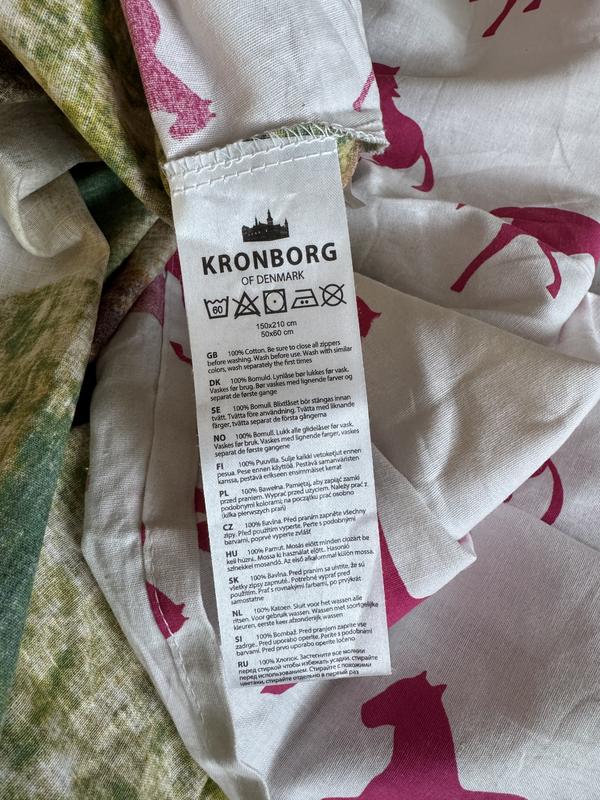 KRONBORG
OF DENMARK
60
150x210 cm
50x60 cm
GB 100% Cotton. Be sure to close all zippers
before washing. Wash before use. Wash with similar
colors, wash separately the first times
DK 100% Bomuld. Lynlåse bør lukkes før vask.
Vaskes før brug. Bør vaskes med lignende farver og
separat de første gange
SE 100% Bomull. Blixtlåset bör stängas innan
tvätt. Tvätta före användning. Tvätta med liknande
färger, tvätta separat de första gångerna
NO 100% Bomull. Lukk alle glidelåser før vask.
Vaskes før bruk. Vaskes med lignende farger, vaskes
separat de første gangene
FI 100% Puuvilla. Sulje kaikki vetoketjut ennen
pesua. Pese ennen käyttöä. Pestävä samanväristen
kanssa, pestävä erikseen ensimmäiset kerrat
PL 100% Bawełna. Pamiętaj, aby zapiąć zamki
przed praniem. Wyprać przed użyciem. Należy prać z
podobnymi kolorami; na początku prać osobno
(kilka pierwszych prań)
CZ 100% Bavlna. Před praním zapněte všechny
zipy. Před použitím vyperte. Perte s podobnými
barvami, poprvé vyperte zvlášť
HU 100% Pamut. Mosás előtt minden cipzárt be
kell húzni. Mossa ki használat előtt. Hasonló
színekkel mosandó. Az első alkalommal külön mossa.
SK 100% Bavlna. Pred praním sa uistite, že sú
všetky zipsy zapnuté. Potrebné vyprať pred
použitím. Prať s rovnakými farbami, po prvýkrát
samostatne
NL 100% Katoen. Sluit voor het wassen alle
ritsen. Voor gebruik wassen. Wassen met soortgelijke
kleuren, eerste keer afzonderlijk wassen
SI 100% Bombaž. Pred pranjem zaprite vse
zadrge. Pred uporabo operite. Perite s podobnimi
barvami. Pred prvo uporabo operite ločeno
RU 100% Хлопок. Застегните все молнии
перед стиркой чтобы избежать усадки, стирайте
перед использованием. Стирайте с похожими
цветами, стирайте отдельно в первый раз